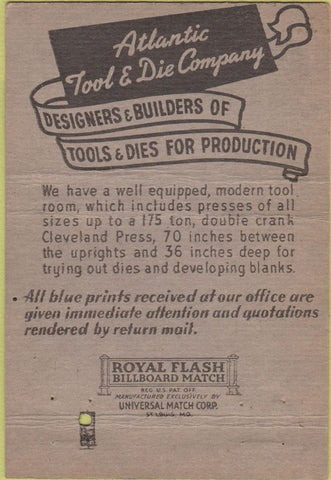 Atlantic
Tool & Die Company
DESIGNERS & BUILDERS OF
TOOLS & DIES FOR PRODUCTION
We have a well equipped, modern tool
room, which includes presses of all
sizes up to a 175 ton, double crank
Cleveland Press, 70 inches between
the uprights and 36 inches deep for
trying out dies and developing blanks.
• All blue prints received at our office are
given immediate attention and quotations
rendered by return mail.
ROYAL FLASH
BILLBOARD MATCH
REG. U.S. PAT. OFF.
MANUFACTURED EXCLUSIVELY BY
UNIVERSAL MATCH CORP.
ST. LOUIS, MO.